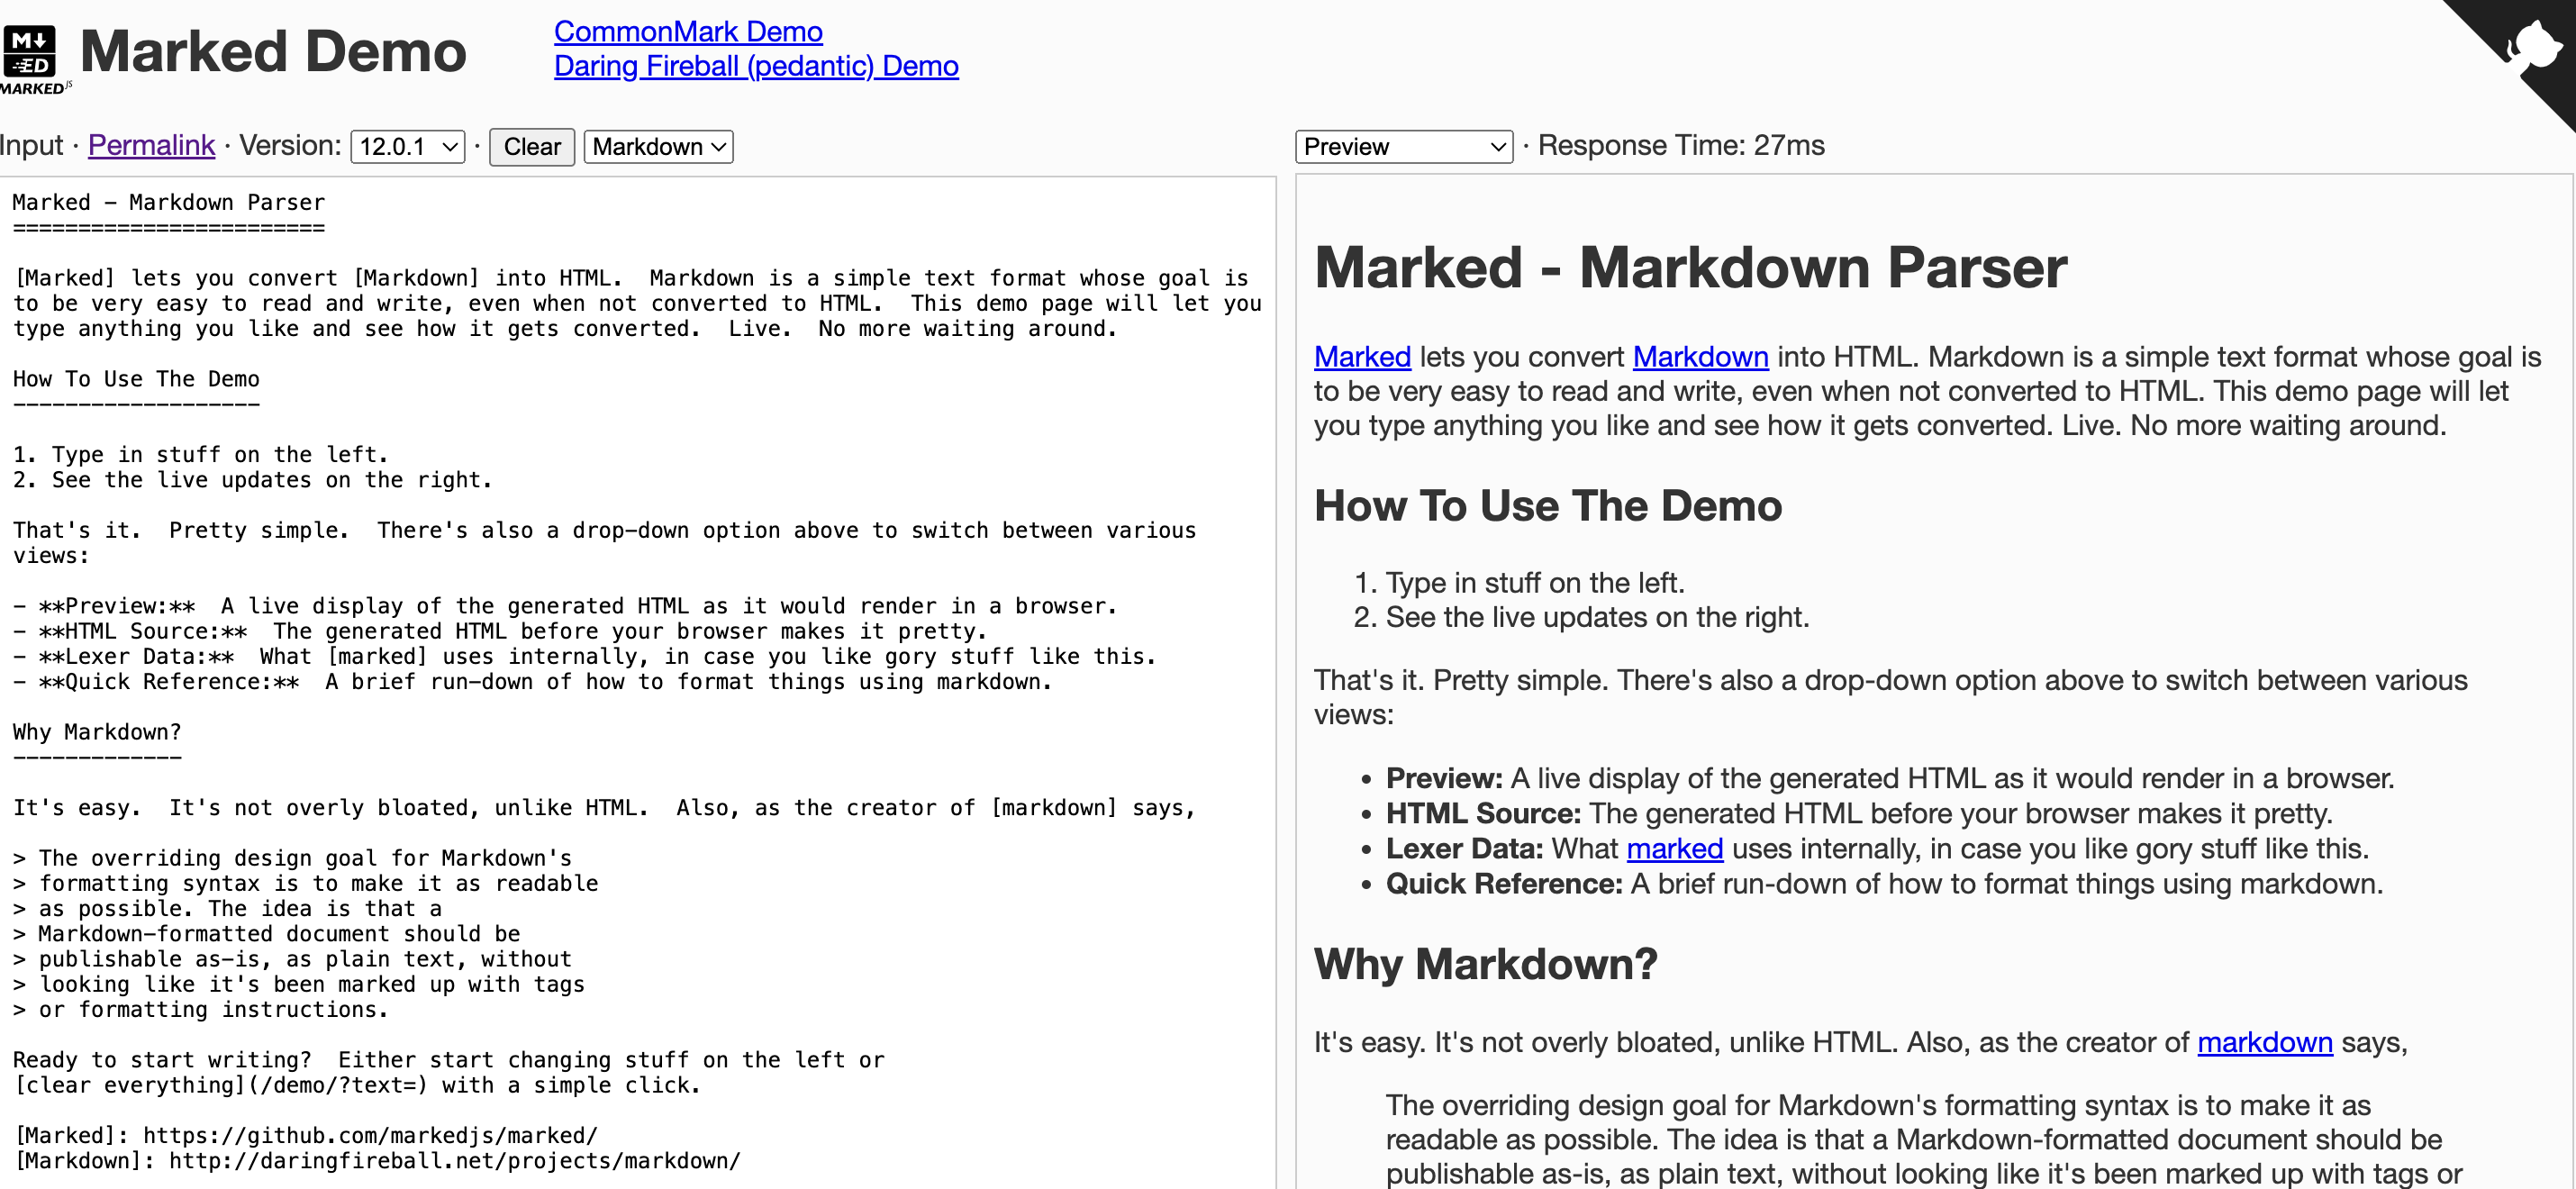 M↓
ED
MARKED JS
Marked Demo
CommonMark Demo
Daring Fireball (pedantic) Demo
Input · Permalink · Version: 12.0.1 · Clear Markdown
Preview · Response Time: 27ms
Marked - Markdown Parser
========================
[Marked] lets you convert [Markdown] into HTML.  Markdown is a simple text format whose goal is
to be very easy to read and write, even when not converted to HTML.  This demo page will let you
type anything you like and see how it gets converted.  Live.  No more waiting around.
How To Use The Demo
-------------------
1. Type in stuff on the left.
2. See the live updates on the right.
That's it.  Pretty simple.  There's also a drop-down option above to switch between various
views:
- **Preview:**  A live display of the generated HTML as it would render in a browser.
- **HTML Source:**  The generated HTML before your browser makes it pretty.
- **Lexer Data:**  What [marked] uses internally, in case you like gory stuff like this.
- **Quick Reference:**  A brief run-down of how to format things using markdown.
Why Markdown?
-------------
It's easy.  It's not overly bloated, unlike HTML.  Also, as the creator of [markdown] says,
> The overriding design goal for Markdown's
> formatting syntax is to make it as readable
> as possible. The idea is that a
> Markdown-formatted document should be
> publishable as-is, as plain text, without
> looking like it's been marked up with tags
> or formatting instructions.
Ready to start writing?  Either start changing stuff on the left or
[clear everything](/demo/?text=) with a simple click.
[Marked]: https://github.com/markedjs/marked/
[Markdown]: http://daringfireball.net/projects/markdown/
Marked - Markdown Parser
Marked lets you convert Markdown into HTML. Markdown is a simple text format whose goal is
to be very easy to read and write, even when not converted to HTML. This demo page will let
you type anything you like and see how it gets converted. Live. No more waiting around.
How To Use The Demo
1. Type in stuff on the left.
2. See the live updates on the right.
That's it. Pretty simple. There's also a drop-down option above to switch between various
views:
• Preview: A live display of the generated HTML as it would render in a browser.
• HTML Source: The generated HTML before your browser makes it pretty.
• Lexer Data: What marked uses internally, in case you like gory stuff like this.
• Quick Reference: A brief run-down of how to format things using markdown.
Why Markdown?
It's easy. It's not overly bloated, unlike HTML. Also, as the creator of markdown says,
The overriding design goal for Markdown's formatting syntax is to make it as
readable as possible. The idea is that a Markdown-formatted document should be
publishable as-is, as plain text, without looking like it's been marked up with tags or